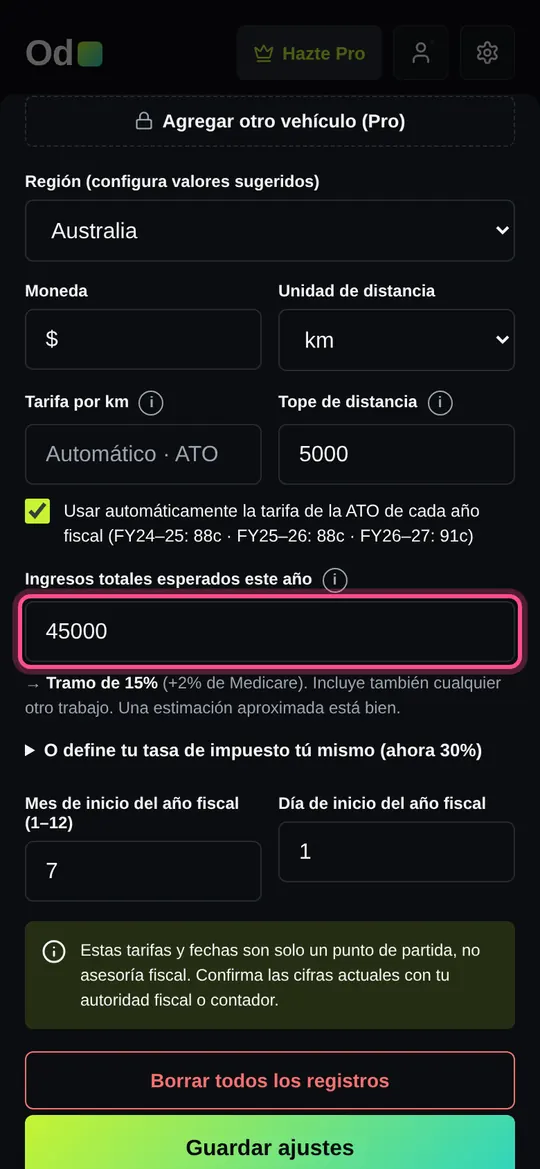 Od
Hazte Pro
Agregar otro vehículo (Pro)
Región (configura valores sugeridos)
Australia
Moneda
Unidad de distancia
$
km
Tarifa por km i
Tope de distancia i
Automático · ATO
5000
Usar automáticamente la tarifa de la ATO de cada año
fiscal (FY24–25: 88c · FY25–26: 88c · FY26–27: 91c)
Ingresos totales esperados este año i
45000
→ Tramo de 15% (+2% de Medicare). Incluye también cualquier
otro trabajo. Una estimación aproximada está bien.
O define tu tasa de impuesto tú mismo (ahora 30%)
Mes de inicio del año fiscal
(1–12)
Día de inicio del año fiscal
7
1
Estas tarifas y fechas son solo un punto de partida, no
asesoría fiscal. Confirma las cifras actuales con tu
autoridad fiscal o contador.
Borrar todos los registros
Guardar ajustes